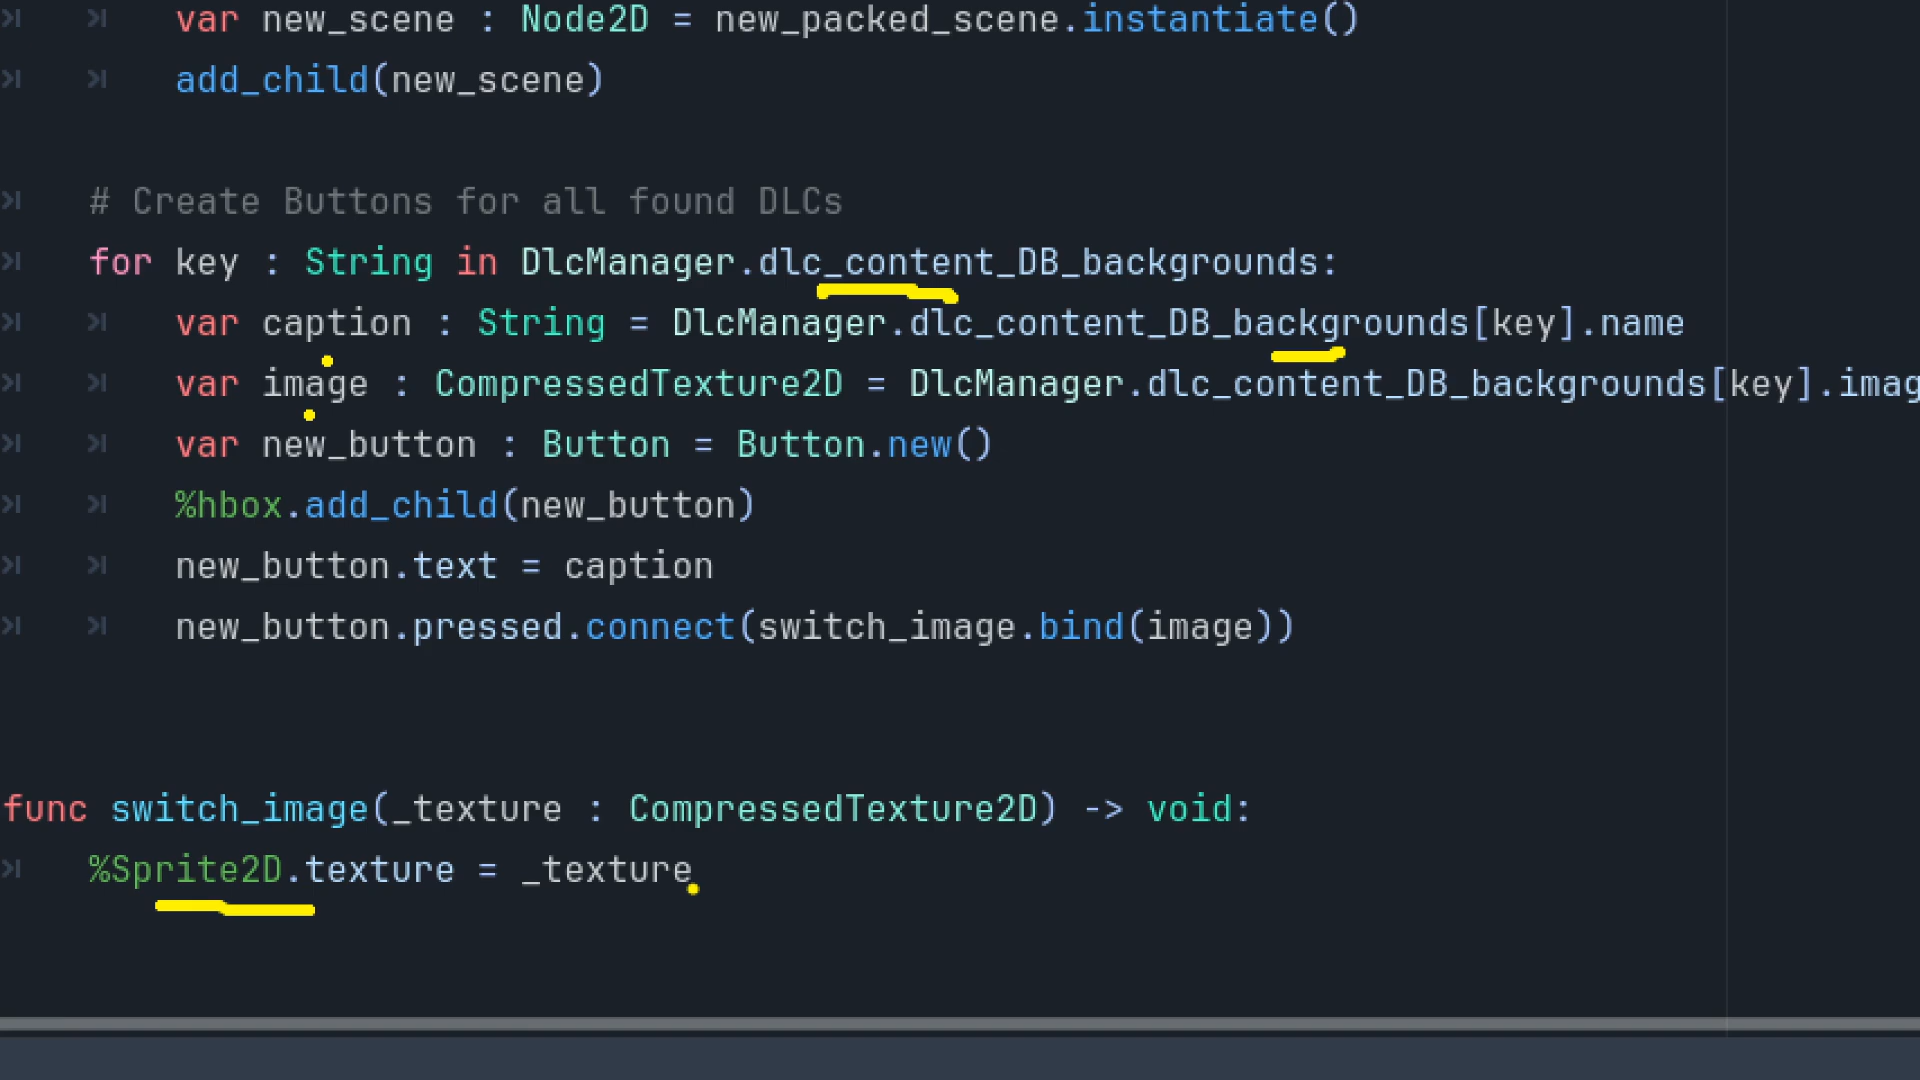 var new_scene : Node2D = new_packed_scene.instantiate()
add_child(new_scene)
# Create Buttons for all found DLCs
for key : String in DlcManager.dlc_content_DB_backgrounds:
var caption : String = DlcManager.dlc_content_DB_backgrounds[key].name
var image : CompressedTexture2D = DlcManager.dlc_content_DB_backgrounds[key].imag
var new_button : Button = Button.new()
%hbox.add_child(new_button)
new_button.text = caption
new_button.pressed.connect(switch_image.bind(image))
func switch_image(_texture : CompressedTexture2D) -> void:
%Sprite2D.texture = _texture